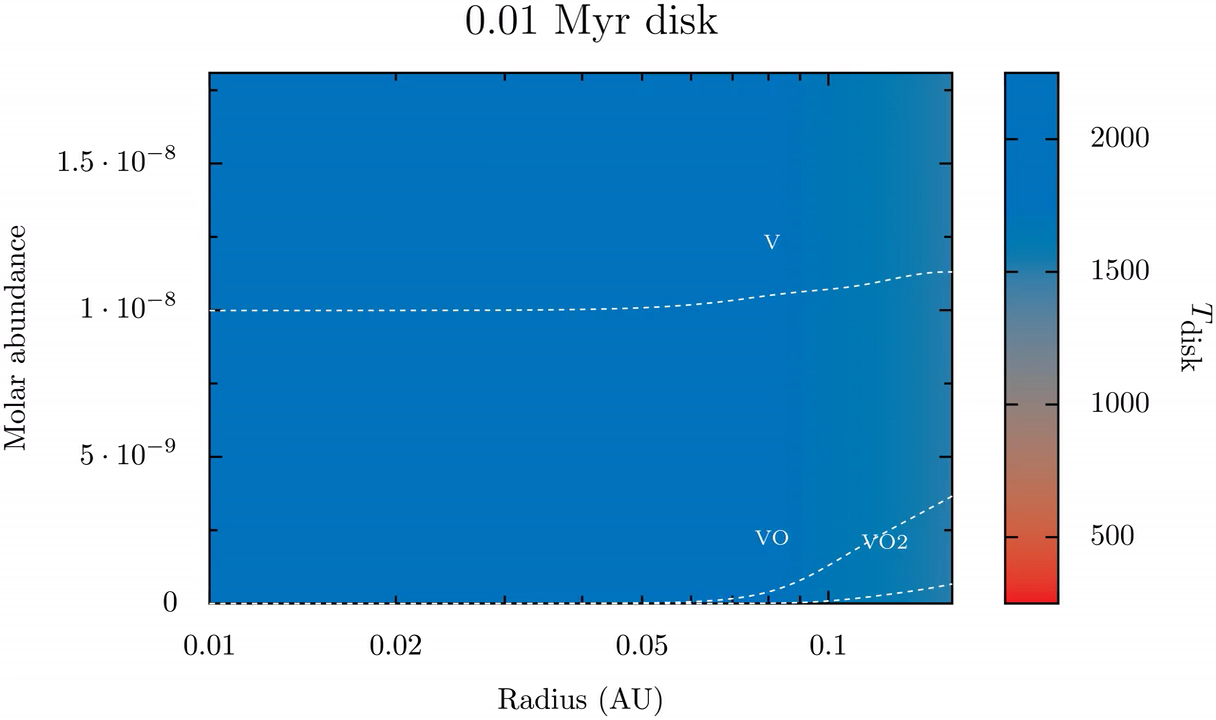 0.01 Myr disk
Molar abundance
1.5 · 10⁻⁸
1 · 10⁻⁸
5 · 10⁻⁹
0
V
VO
VO2
0.01
0.02
0.05
0.1
Radius (AU)
2000
1500
1000
500
Tdisk